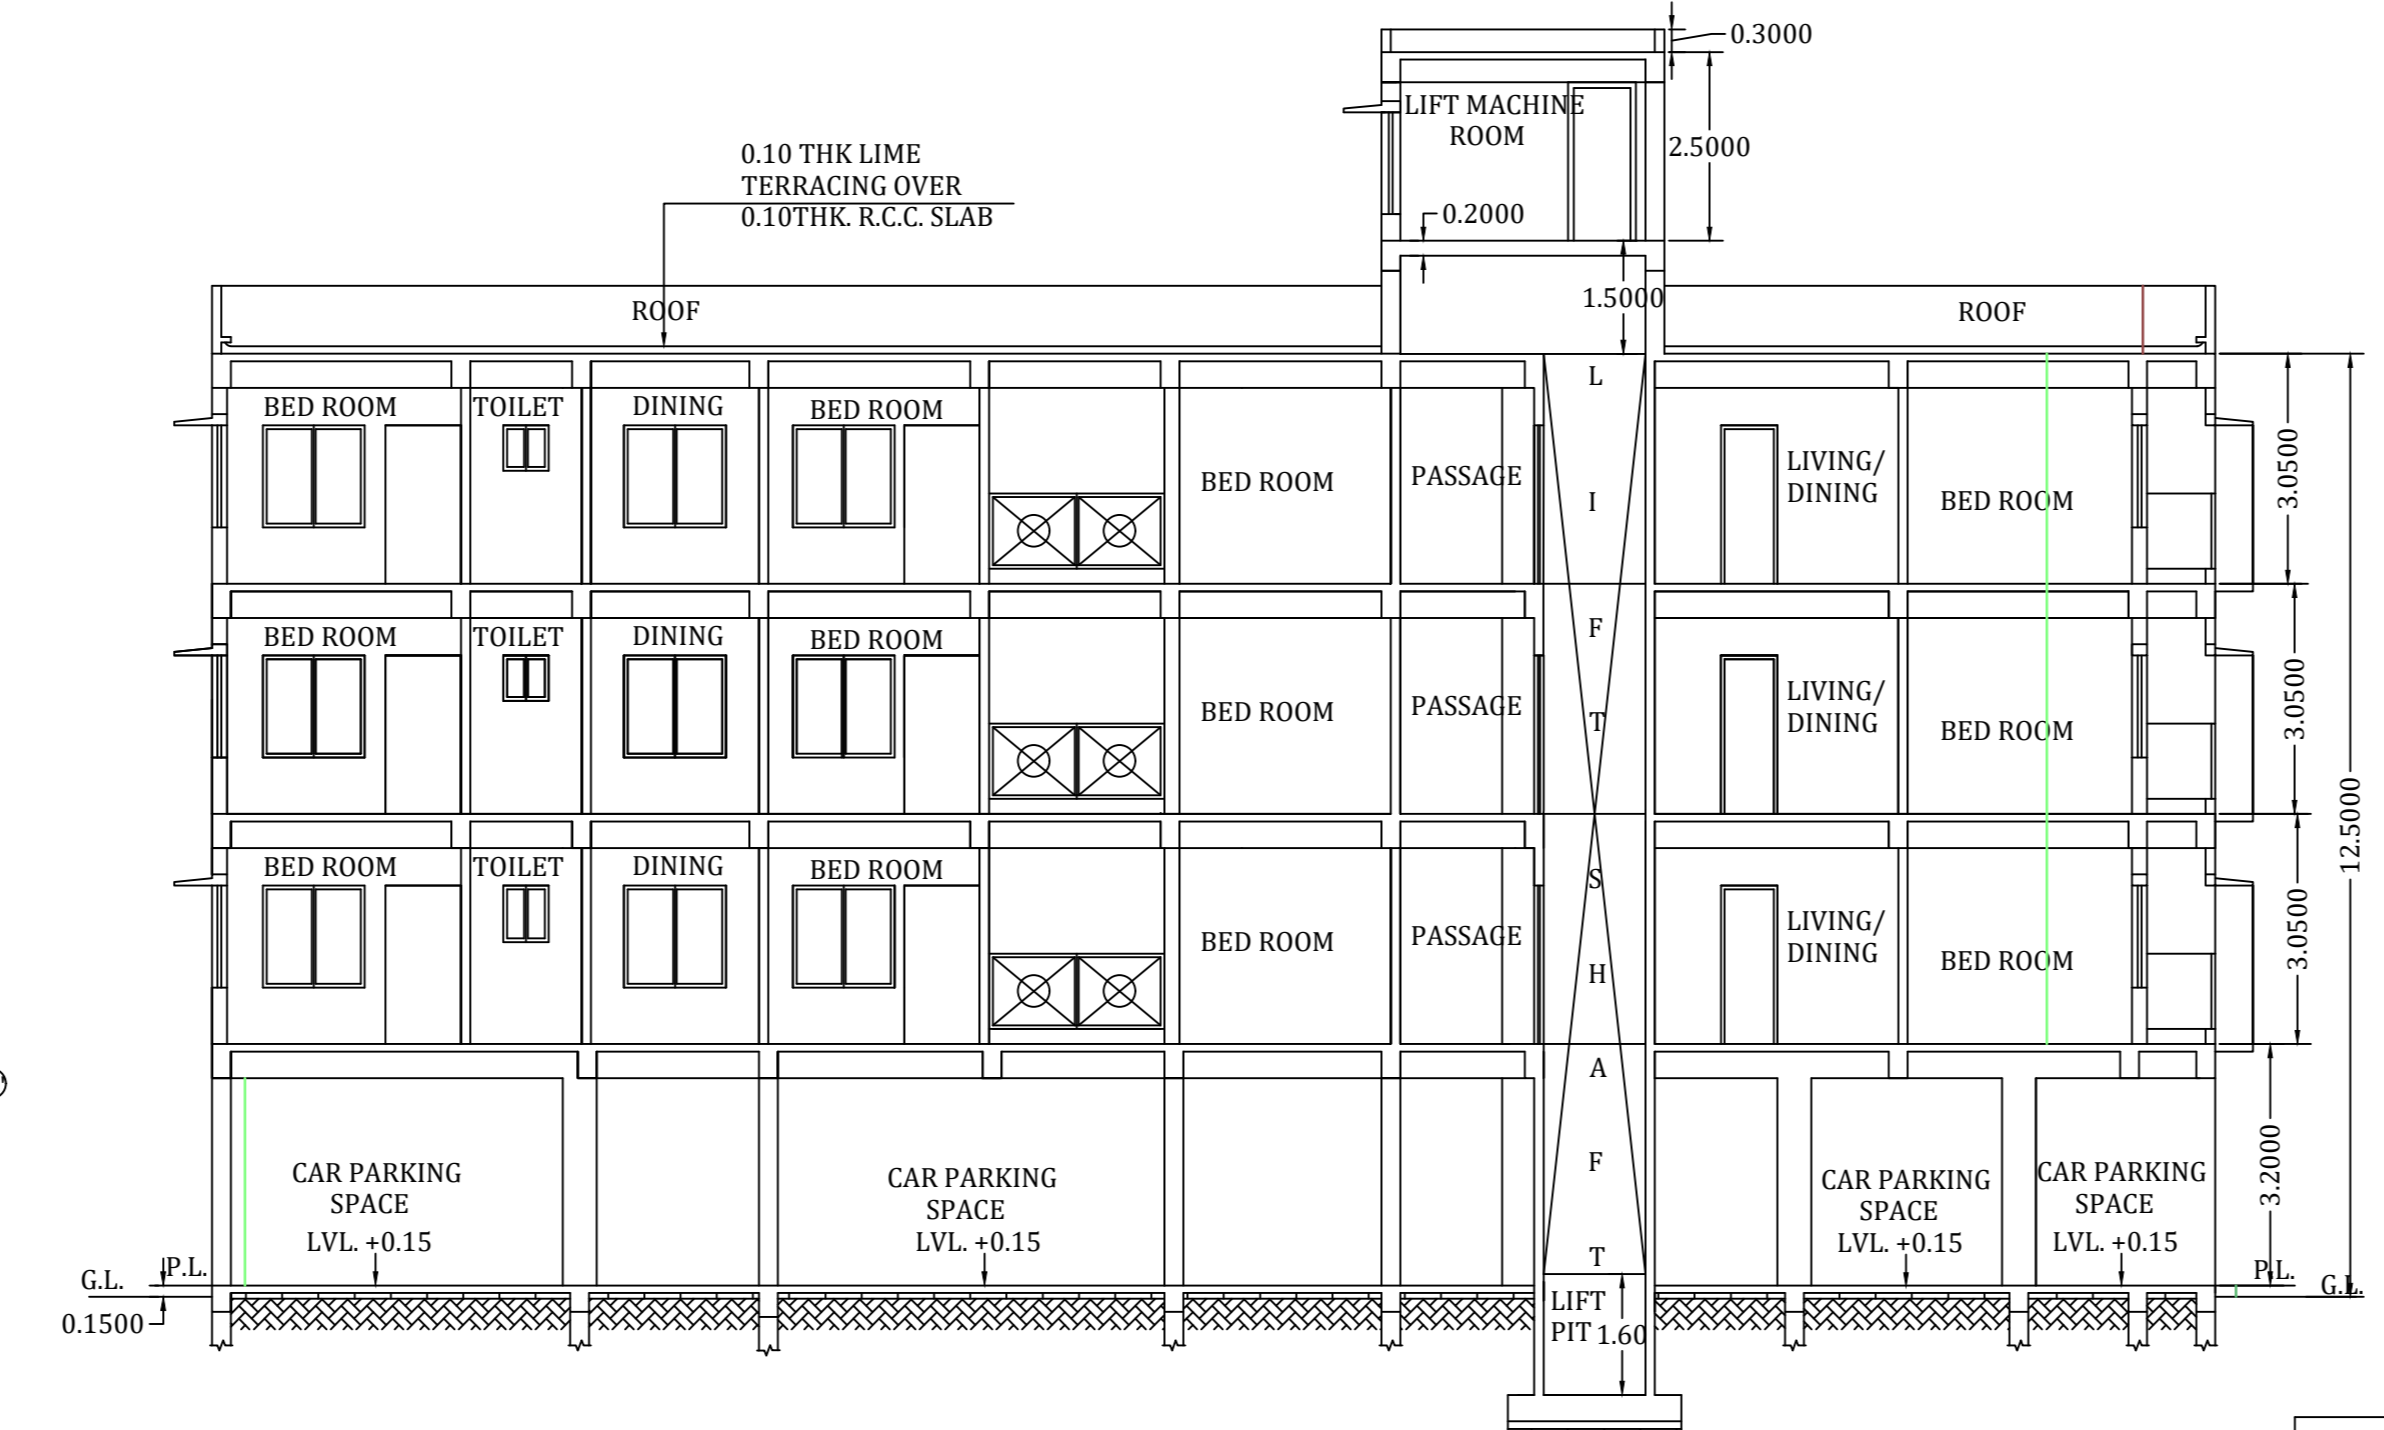 0.3000
LIFT MACHINE
ROOM
2.5000
0.10 THK LIME
TERRACING OVER
0.10THK. R.C.C. SLAB
0.2000
1.5000
ROOF
ROOF
L
I
F
T
S
H
A
F
T
BED ROOM
TOILET
DINING
BED ROOM
BED ROOM
PASSAGE
LIVING/
DINING
BED ROOM
3.0500
BED ROOM
TOILET
DINING
BED ROOM
BED ROOM
PASSAGE
LIVING/
DINING
BED ROOM
3.0500
12.5000
BED ROOM
TOILET
DINING
BED ROOM
BED ROOM
PASSAGE
LIVING/
DINING
BED ROOM
3.0500
CAR PARKING
SPACE
LVL. +0.15
CAR PARKING
SPACE
LVL. +0.15
CAR PARKING
SPACE
LVL. +0.15
CAR PARKING
SPACE
LVL. +0.15
3.2000
G.L.
P.L.
0.1500
LIFT
PIT
1.60
P.L.
G.L.